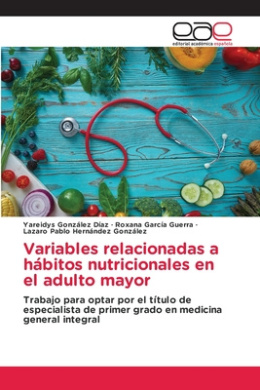 eae
editorial académica española
Yareidys González Díaz · Roxana García Guerra ·
Lazaro Pablo Hernández González
Variables relacionadas a
hábitos nutricionales en
el adulto mayor
Trabajo para optar por el título de
especialista de primer grado en medicina
general integral